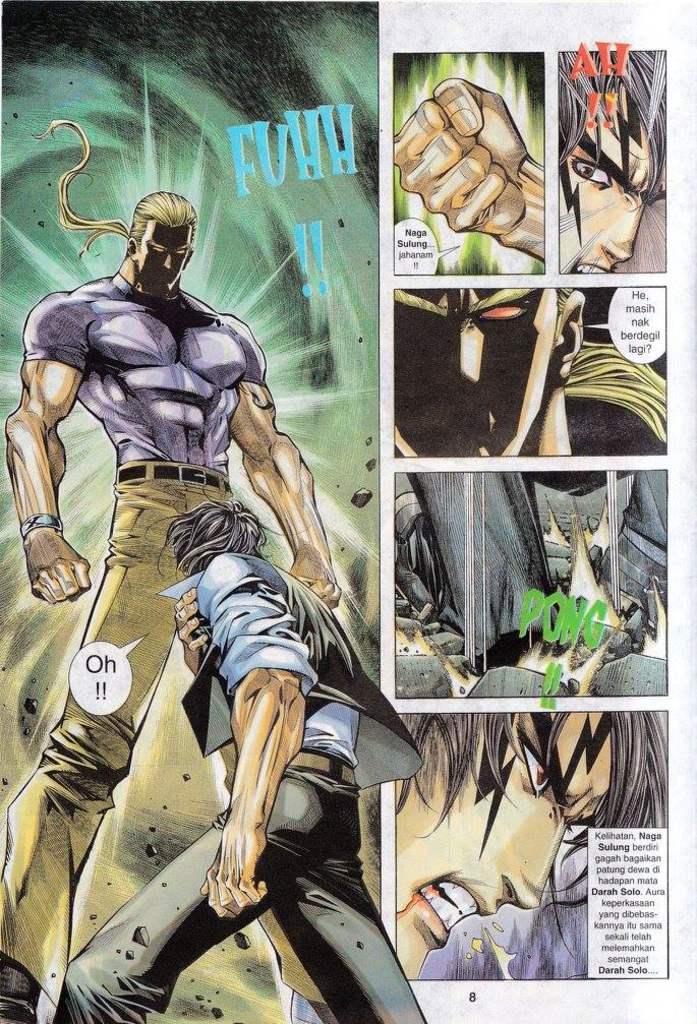 FUHH
!!
Oh
!!
Naga
Sulung...
jahanam
!!
AH
!!
He,
masih
nak
berdegil
lagi?
PONG
!!
Kelihatan, Naga
Sulung berdiri
gagah bagaikan
patung dewa di
hadapan mata
Darah Solo. Aura
keperkasaan
yang dibebas-
kannya itu sama
sekali telah
melemahkan
semangat
Darah Solo....
8